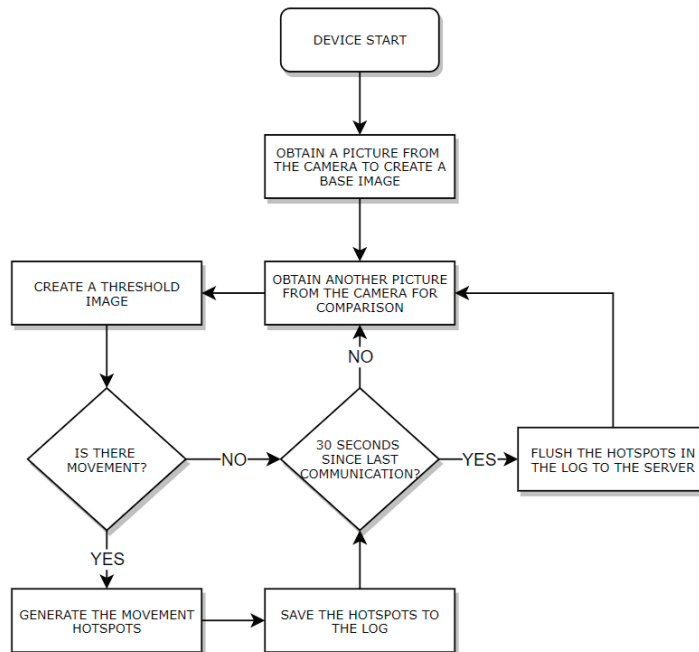 DEVICE START
OBTAIN A PICTURE FROM
THE CAMERA TO CREATE A
BASE IMAGE
CREATE A THRESHOLD
IMAGE
OBTAIN ANOTHER PICTURE
FROM THE CAMERA FOR
COMPARISON
NO
IS THERE
MOVEMENT?
NO
30 SECONDS
SINCE LAST
COMMUNICATION?
YES
FLUSH THE HOTSPOTS IN
THE LOG TO THE SERVER
YES
GENERATE THE MOVEMENT
HOTSPOTS
SAVE THE HOTSPOTS TO
THE LOG